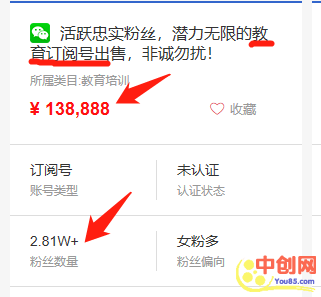 活跃忠实粉丝，潜力无限的教
育订阅号出售，非诚勿扰！
所属类目:教育培训
¥ 138,888
收藏
订阅号
未认证
账号类型
认证状态
2.81W+
女粉多
粉丝数量
粉丝偏向
中创网
You85.com